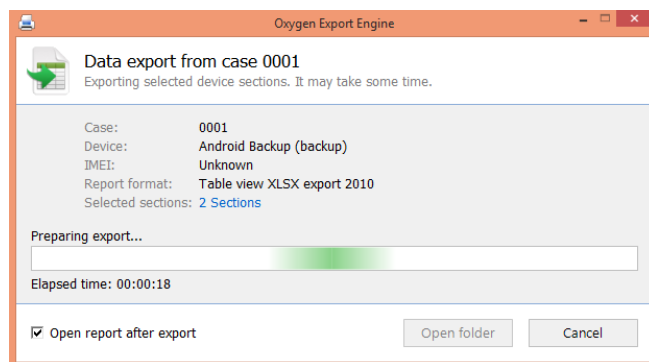 Oxygen Export Engine
Data export from case 0001
Exporting selected device sections. It may take some time.
Case: 0001
Device: Android Backup (backup)
IMEI: Unknown
Report format: Table view XLSX export 2010
Selected sections: 2 Sections
Preparing export...
Elapsed time: 00:00:18
Open report after export
Open folder
Cancel